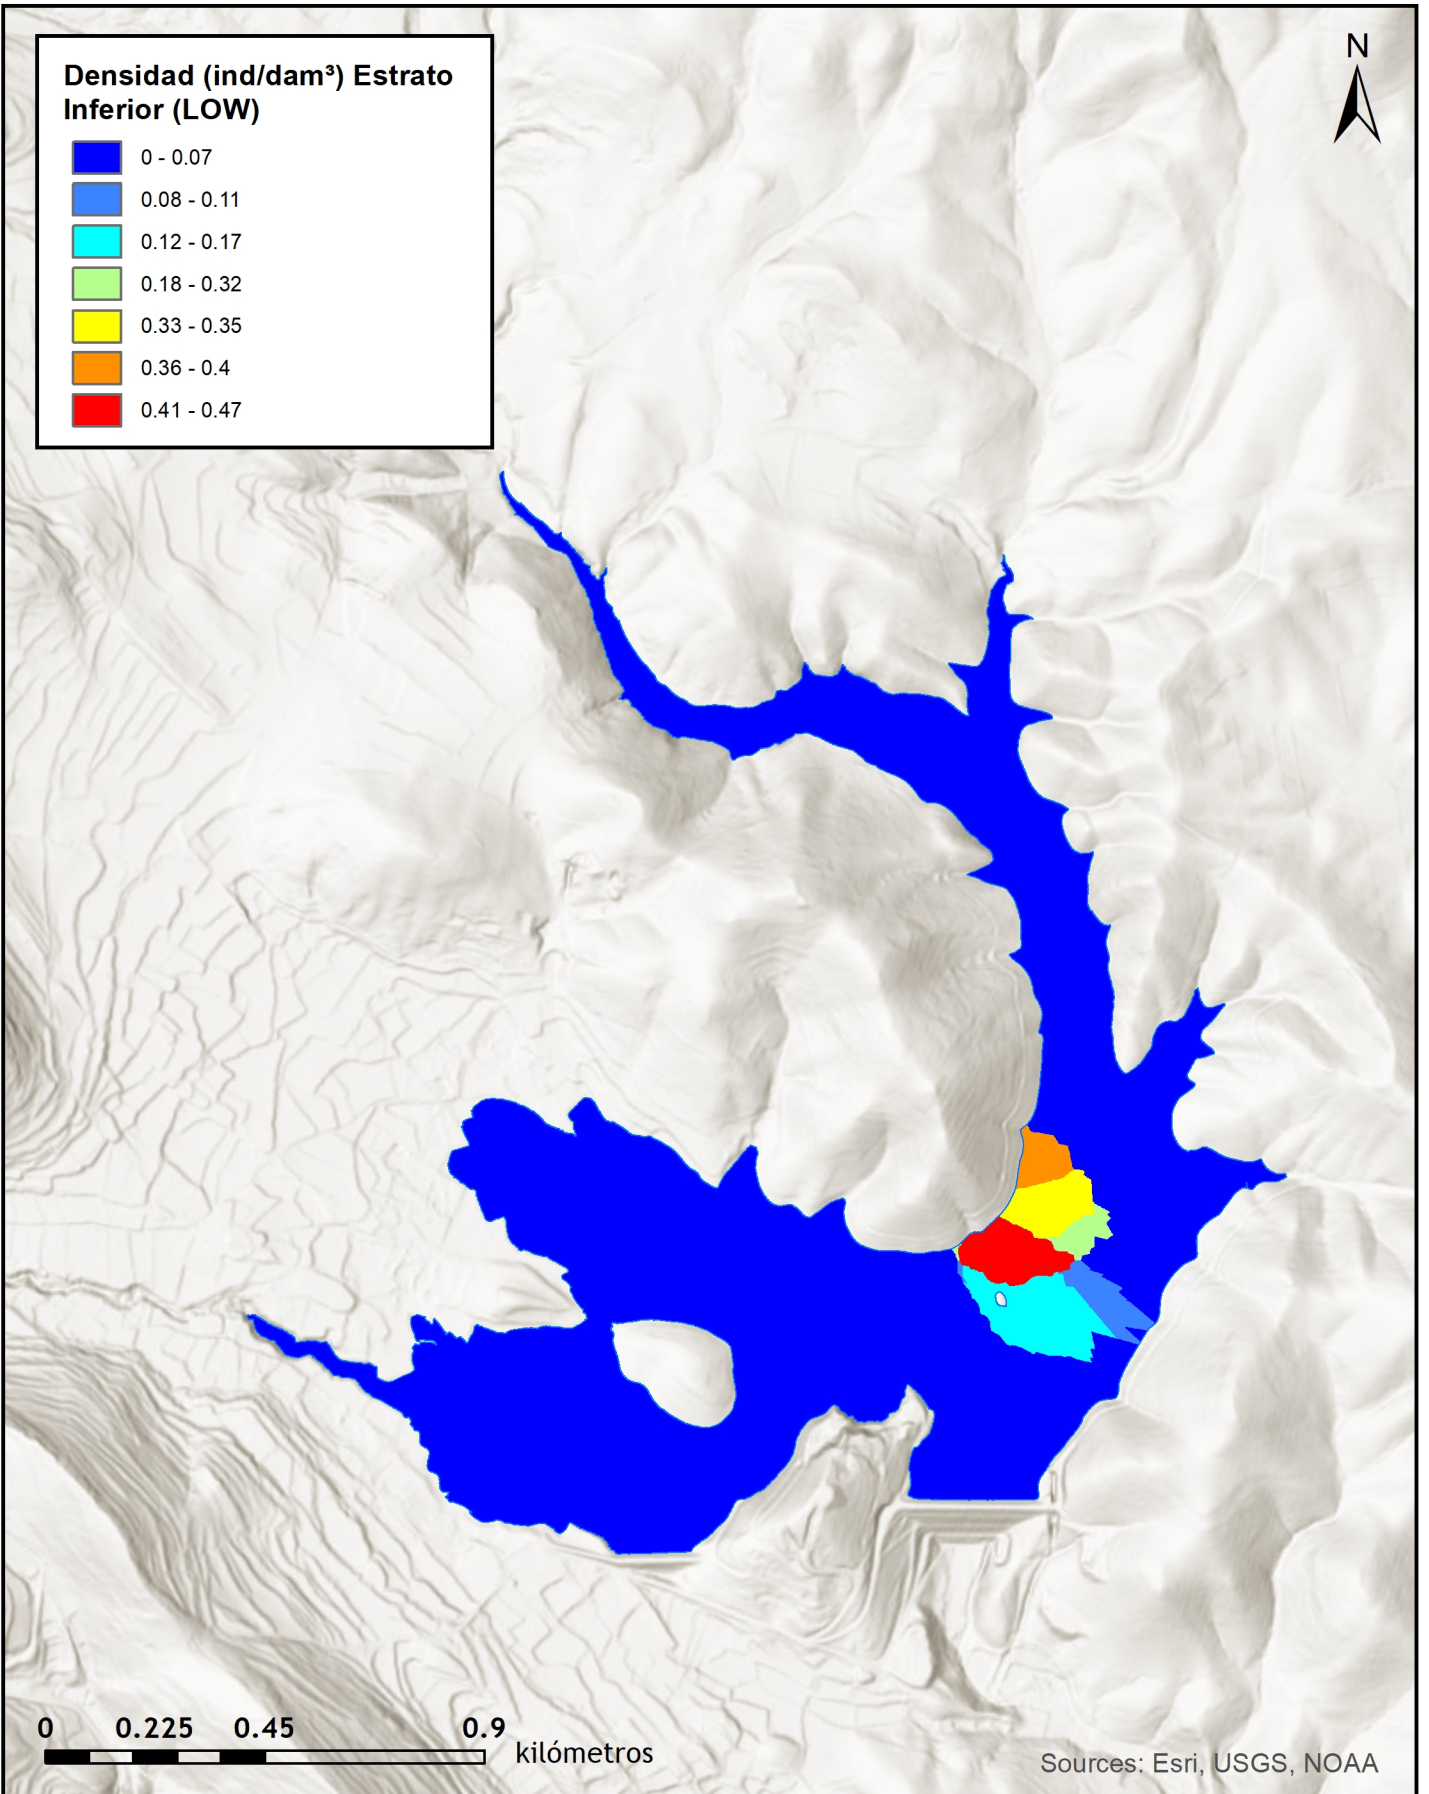 Densidad (ind/dam³) Estrato
Inferior (LOW)
0 - 0.07
0.08 - 0.11
0.12 - 0.17
0.18 - 0.32
0.33 - 0.35
0.36 - 0.4
0.41 - 0.47
N
0 0.225 0.45 0.9
kilómetros
Sources: Esri, USGS, NOAA